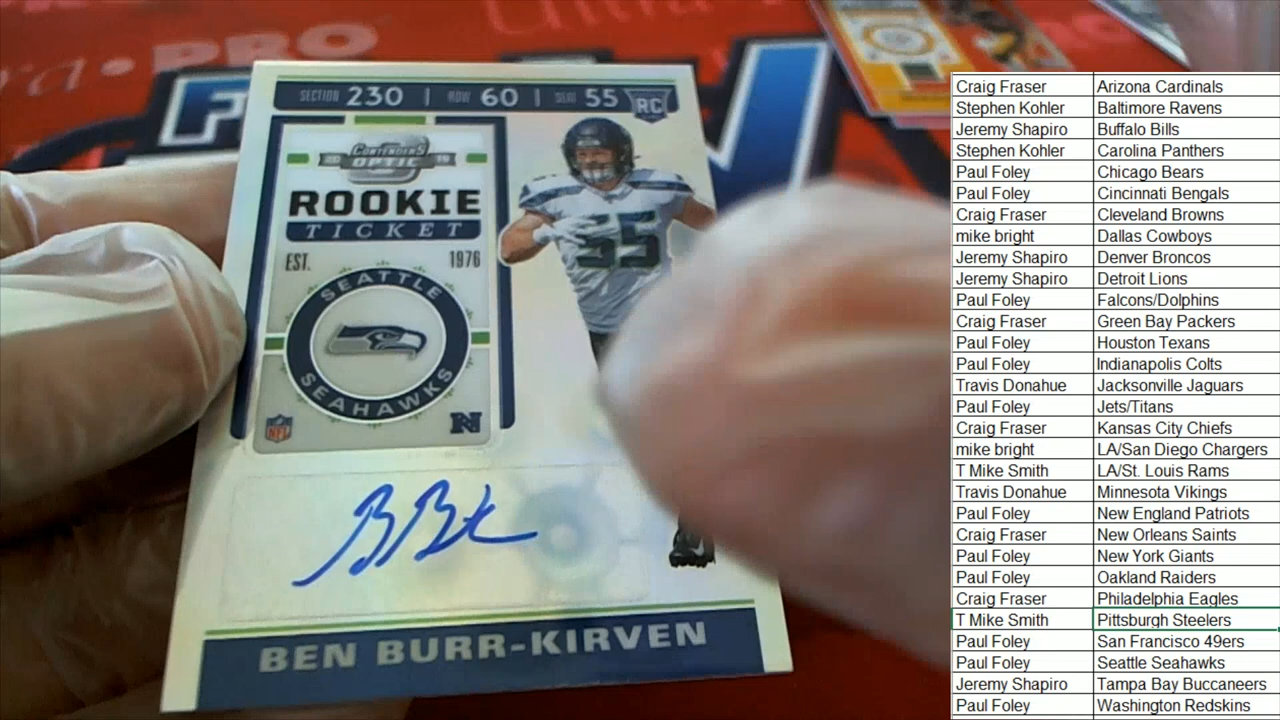 ultra PRO
SECTION 230 | ROW 60 | SEAT 55 RC
20 CONTENDERS 19
OPTIC
ROOKIE
TICKET
EST. 1976
SEATTLE
SEAHAWKS
NFL N
55
BEN BURR-KIRVEN
Craig Fraser Arizona Cardinals
Stephen Kohler Baltimore Ravens
Jeremy Shapiro Buffalo Bills
Stephen Kohler Carolina Panthers
Paul Foley Chicago Bears
Paul Foley Cincinnati Bengals
Craig Fraser Cleveland Browns
mike bright Dallas Cowboys
Jeremy Shapiro Denver Broncos
Jeremy Shapiro Detroit Lions
Paul Foley Falcons/Dolphins
Craig Fraser Green Bay Packers
Paul Foley Houston Texans
Paul Foley Indianapolis Colts
Travis Donahue Jacksonville Jaguars
Paul Foley Jets/Titans
Craig Fraser Kansas City Chiefs
mike bright LA/San Diego Chargers
T Mike Smith LA/St. Louis Rams
Travis Donahue Minnesota Vikings
Paul Foley New England Patriots
Craig Fraser New Orleans Saints
Paul Foley New York Giants
Paul Foley Oakland Raiders
Craig Fraser Philadelphia Eagles
T Mike Smith Pittsburgh Steelers
Paul Foley San Francisco 49ers
Paul Foley Seattle Seahawks
Jeremy Shapiro Tampa Bay Buccaneers
Paul Foley Washington Redskins